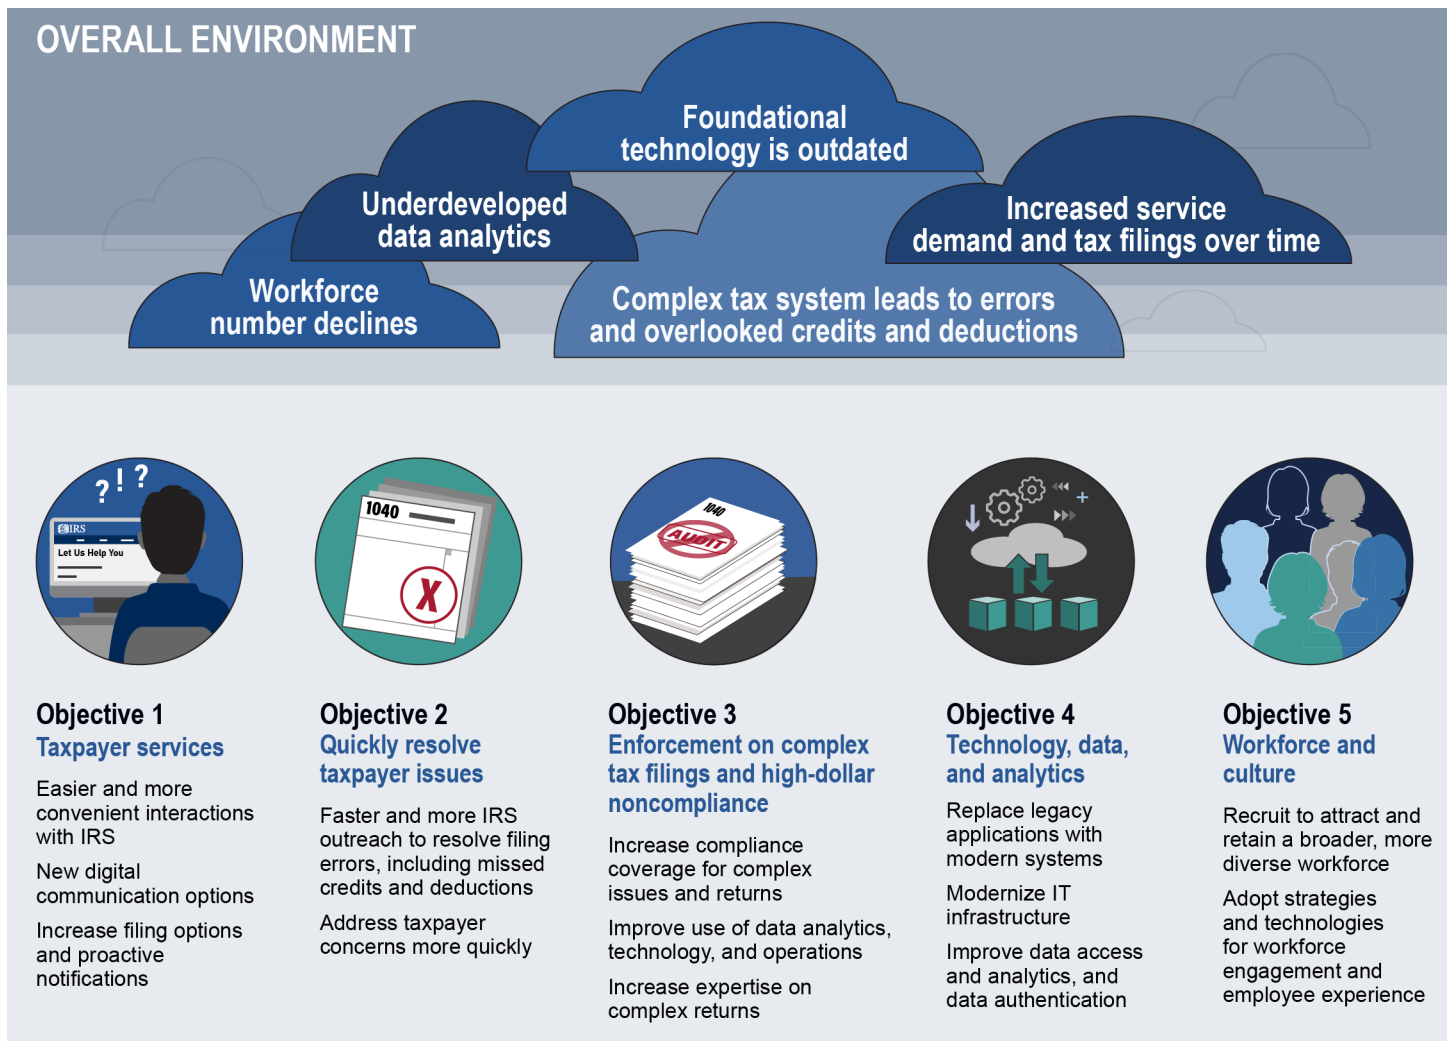 OVERALL ENVIRONMENT
Foundational
technology is outdated
Underdeveloped
data analytics
Increased service
demand and tax filings over time
Workforce
number declines
Complex tax system leads to errors
and overlooked credits and deductions
? ! ?
IRS
Let Us Help You
1040
X
1040
AUDIT
Objective 1
Taxpayer services
Easier and more
convenient interactions
with IRS
New digital
communication options
Increase filing options
and proactive
notifications
Objective 2
Quickly resolve
taxpayer issues
Faster and more IRS
outreach to resolve filing
errors, including missed
credits and deductions
Address taxpayer
concerns more quickly
Objective 3
Enforcement on complex
tax filings and high-dollar
noncompliance
Increase compliance
coverage for complex
issues and returns
Improve use of data analytics,
technology, and operations
Increase expertise on
complex returns
Objective 4
Technology, data,
and analytics
Replace legacy
applications with
modern systems
Modernize IT
infrastructure
Improve data access
and analytics, and
data authentication
Objective 5
Workforce and
culture
Recruit to attract and
retain a broader, more
diverse workforce
Adopt strategies
and technologies
for workforce
engagement and
employee experience